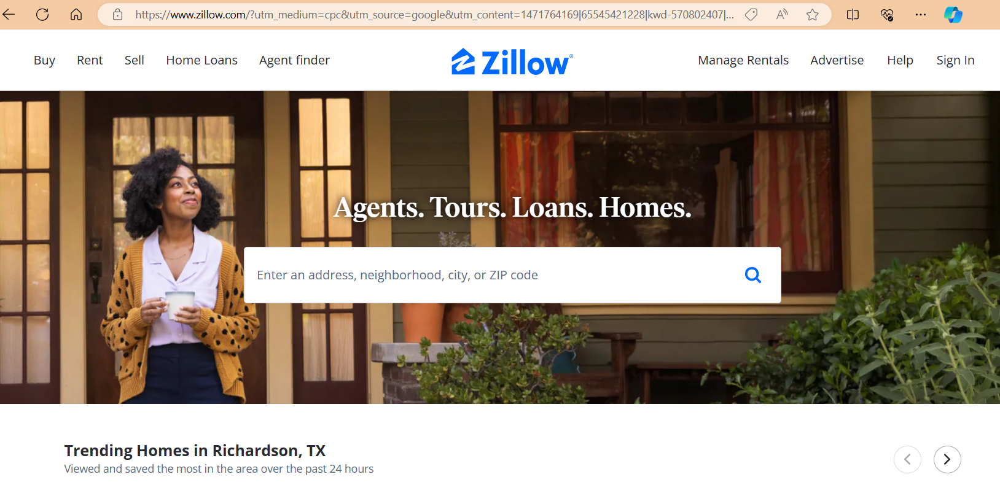 https://www.zillow.com/?utm_medium=cpc&utm_source=google&utm_content=1471764169|65545421228|kwd-570802407|...
Buy Rent Sell Home Loans Agent finder Zillow® Manage Rentals Advertise Help Sign In
Agents. Tours. Loans. Homes.
Enter an address, neighborhood, city, or ZIP code
Trending Homes in Richardson, TX
Viewed and saved the most in the area over the past 24 hours